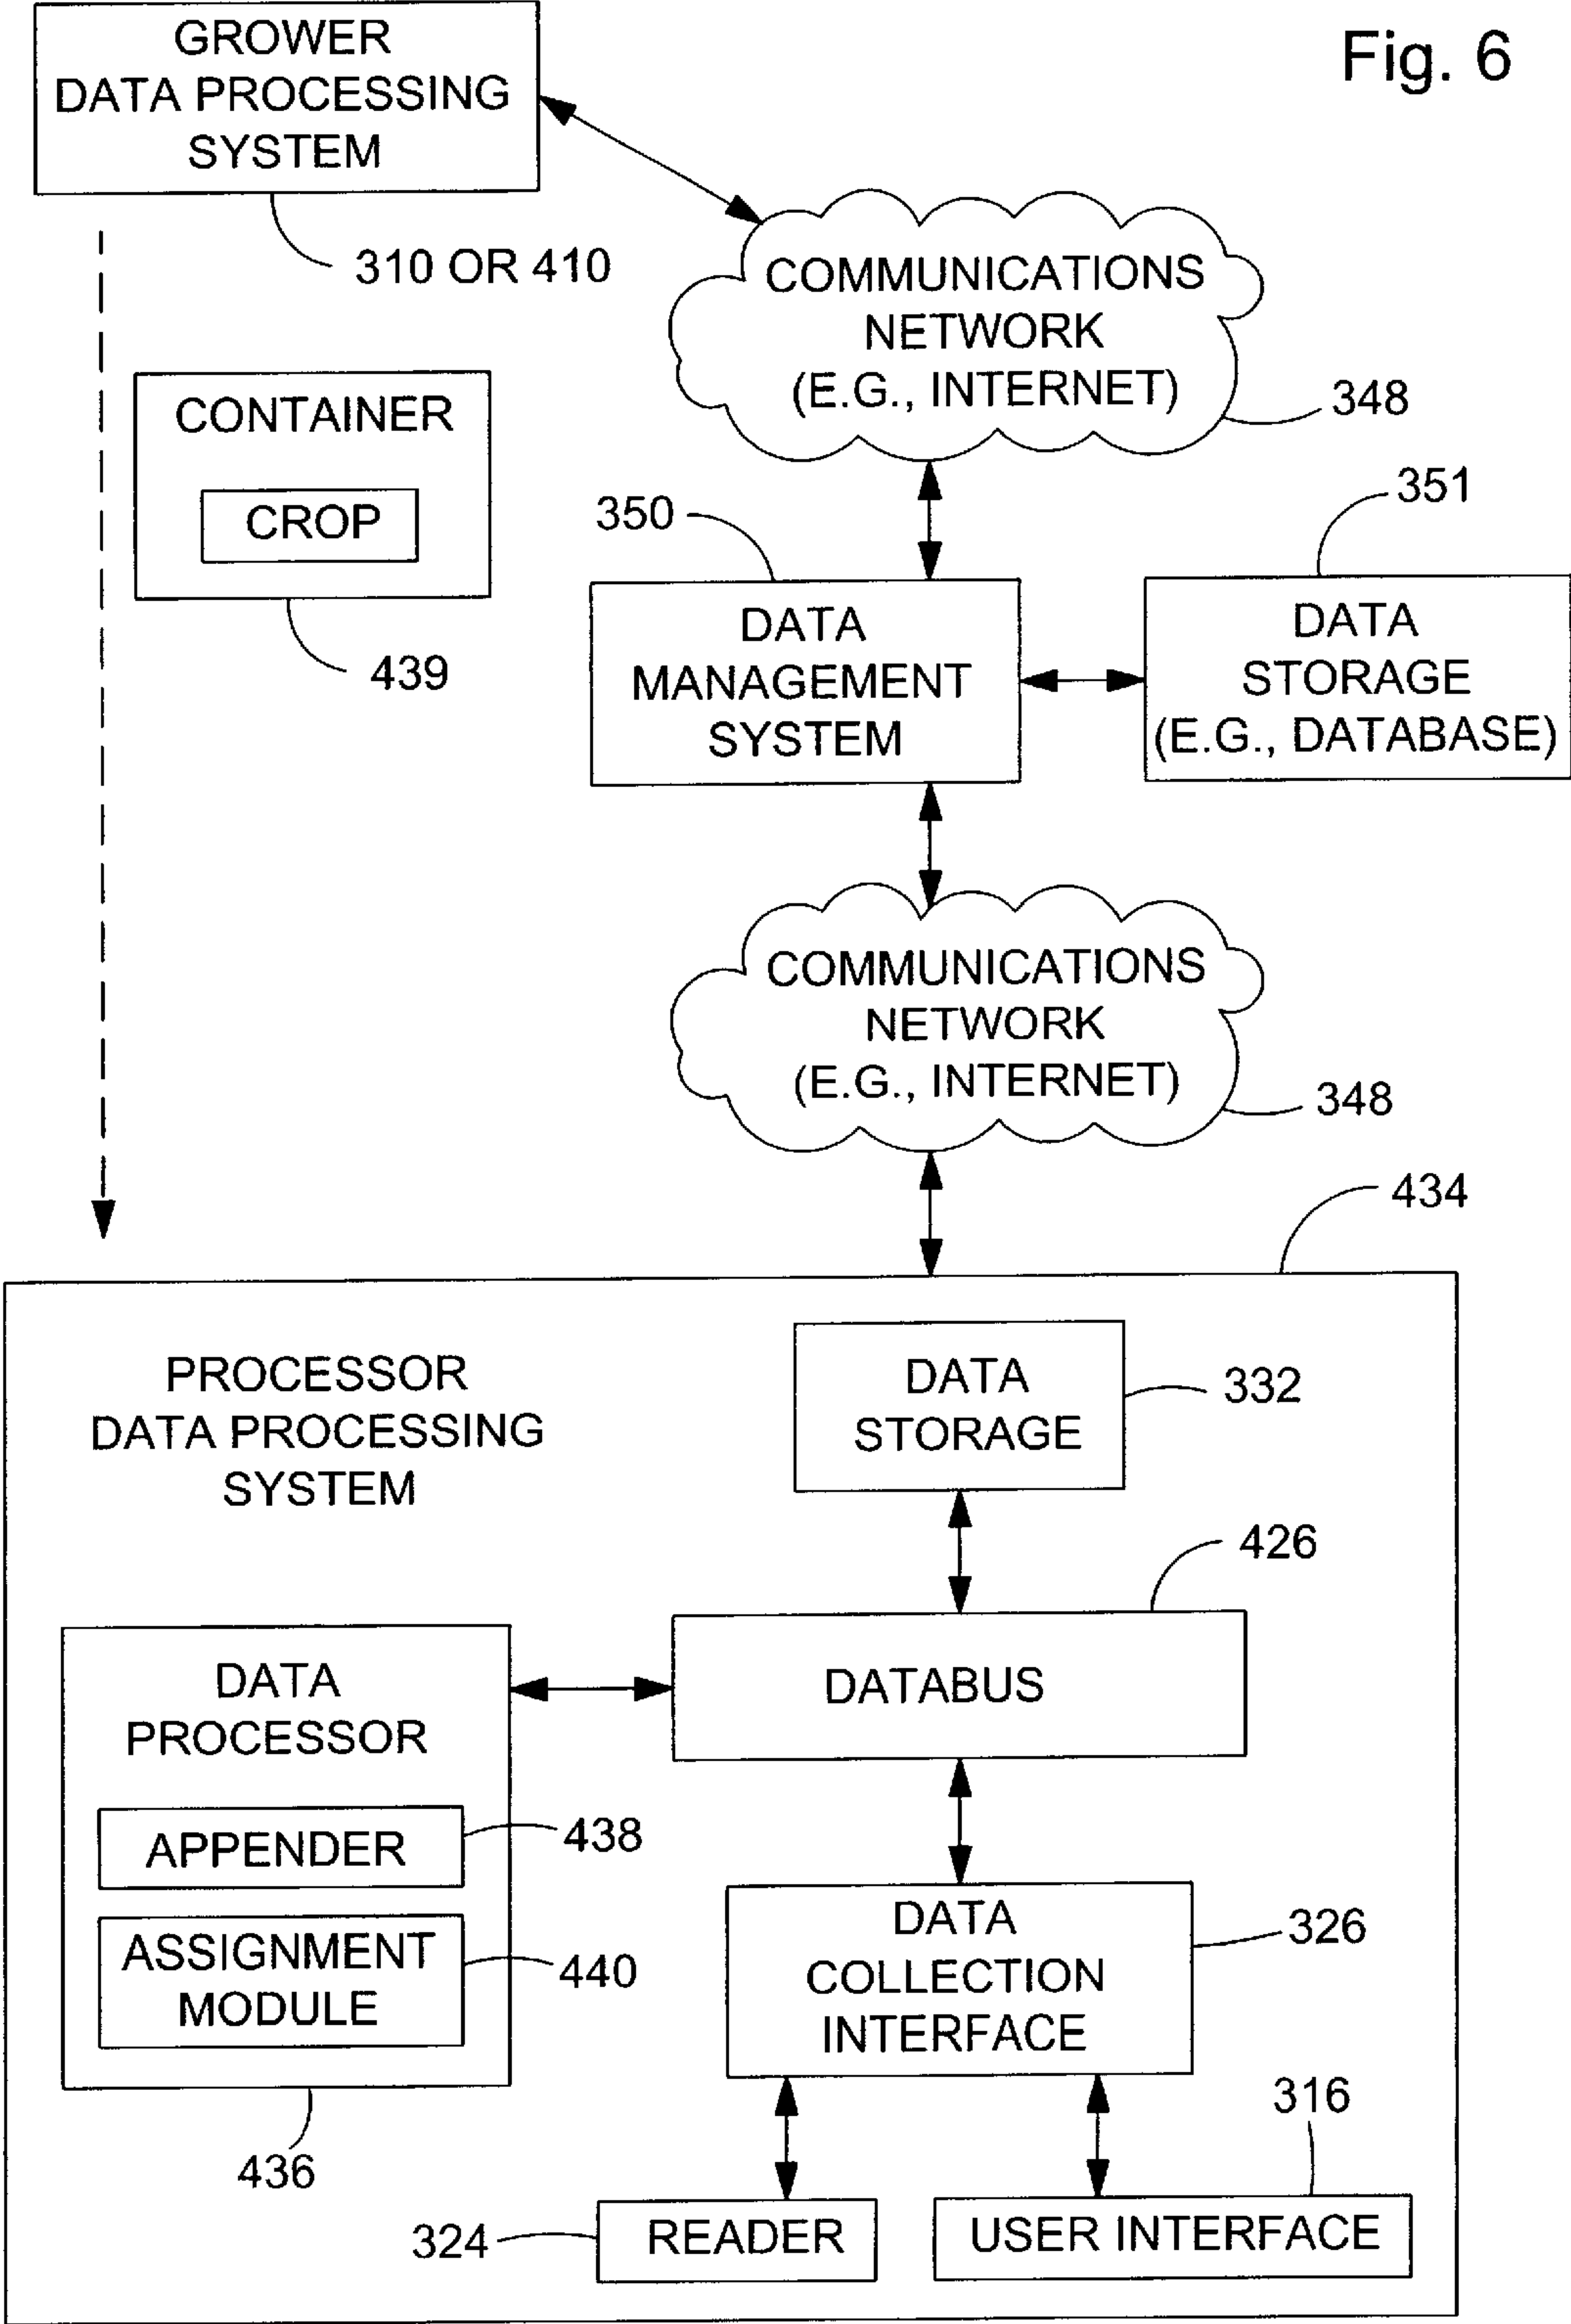 Fig. 6
GROWER
DATA PROCESSING
SYSTEM
310 OR 410
COMMUNICATIONS
NETWORK
(E.G., INTERNET)
348
CONTAINER
CROP
439
350
351
DATA
MANAGEMENT
SYSTEM
DATA
STORAGE
(E.G., DATABASE)
COMMUNICATIONS
NETWORK
(E.G., INTERNET)
348
434
PROCESSOR
DATA PROCESSING
SYSTEM
DATA
STORAGE
332
426
DATABUS
DATA
PROCESSOR
APPENDER
438
ASSIGNMENT
MODULE
440
436
DATA
COLLECTION
INTERFACE
326
316
324
READER
USER INTERFACE